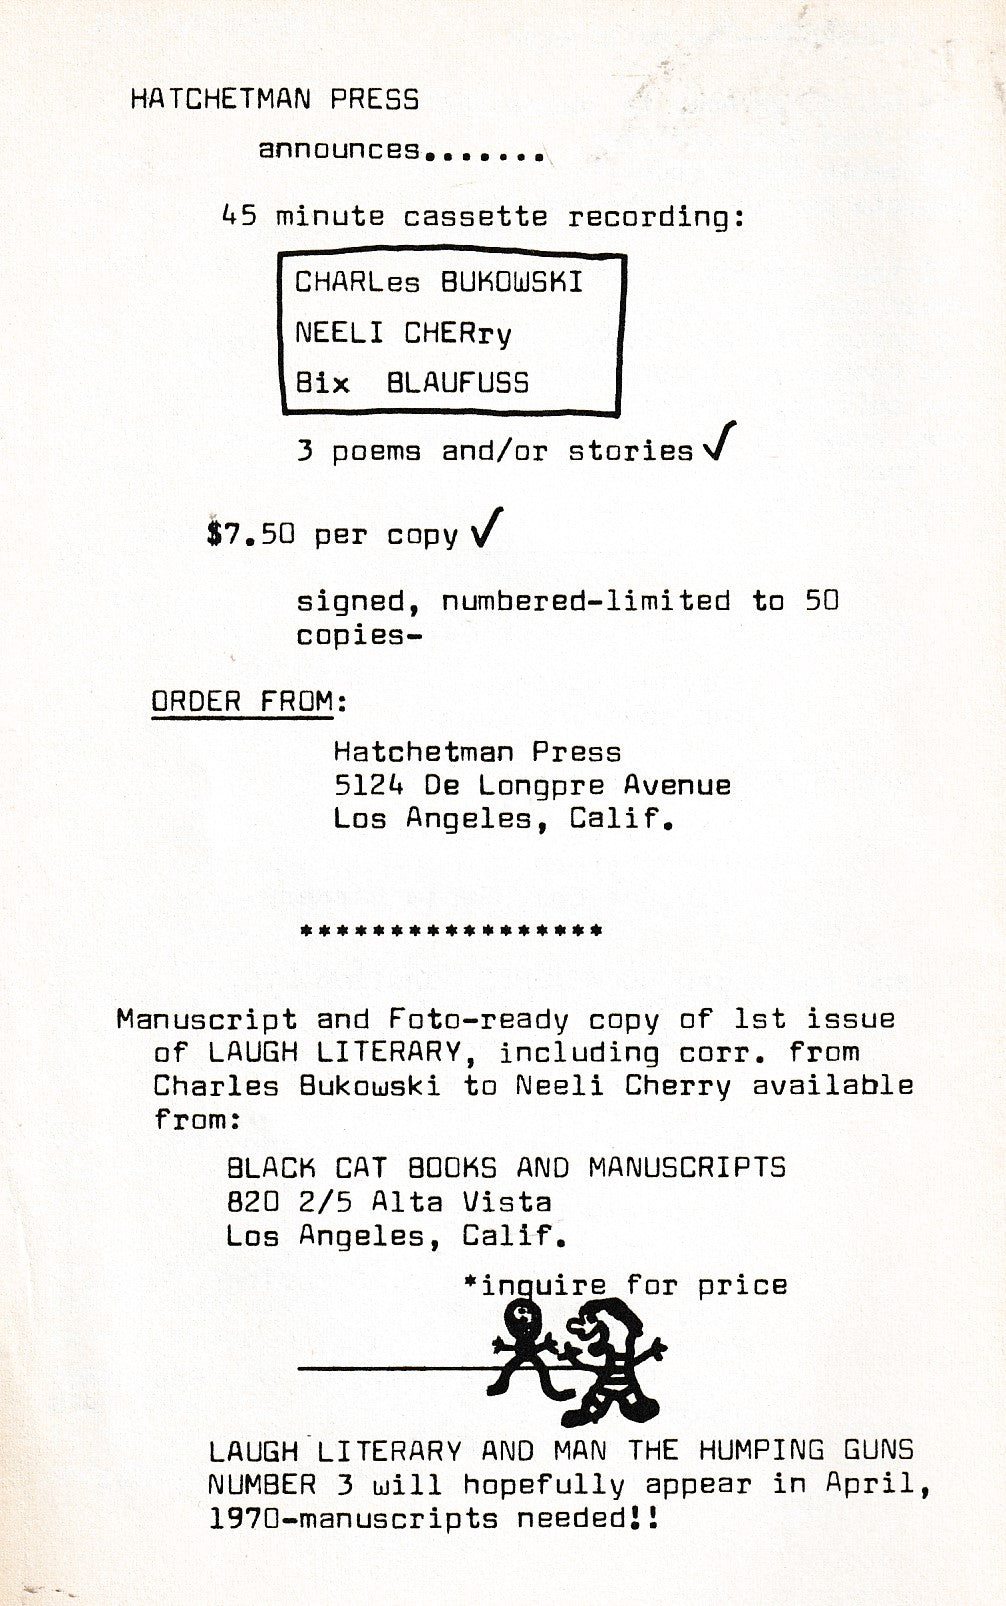 HATCHETMAN PRESS
announces.......
45 minute cassette recording:
CHARLes BUKOWSKI
NEELI CHERry
Bix BLAUFUSS
3 poems and/or stories ✓
$7.50 per copy ✓
signed, numbered-limited to 50
copies-
ORDER FROM:
Hatchetman Press
5124 De Longpre Avenue
Los Angeles, Calif.
*****************
Manuscript and Foto-ready copy of 1st issue
of LAUGH LITERARY, including corr. from
Charles Bukowski to Neeli Cherry available
from:
BLACK CAT BOOKS AND MANUSCRIPTS
820 2/5 Alta Vista
Los Angeles, Calif.
*inquire for price
LAUGH LITERARY AND MAN THE HUMPING GUNS
NUMBER 3 will hopefully appear in April,
1970-manuscripts needed!!